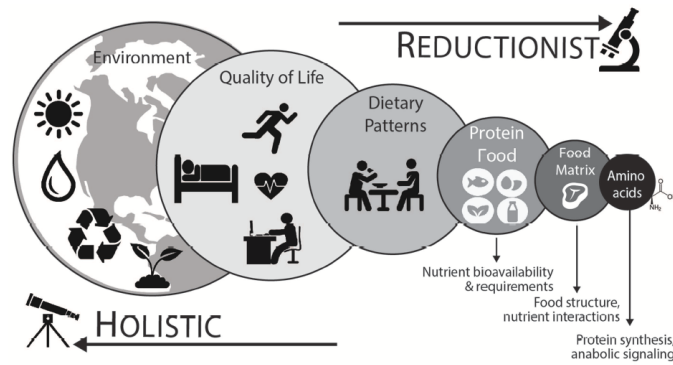 REDUCTIONIST
Environment
Quality of Life
Dietary
Patterns
Protein
Food
Food
Matrix
Amino
acids
O
NH₂
Nutrient bioavailability
& requirements
Food structure,
nutrient interactions
Protein synthesis,
anabolic signaling
HOLISTIC